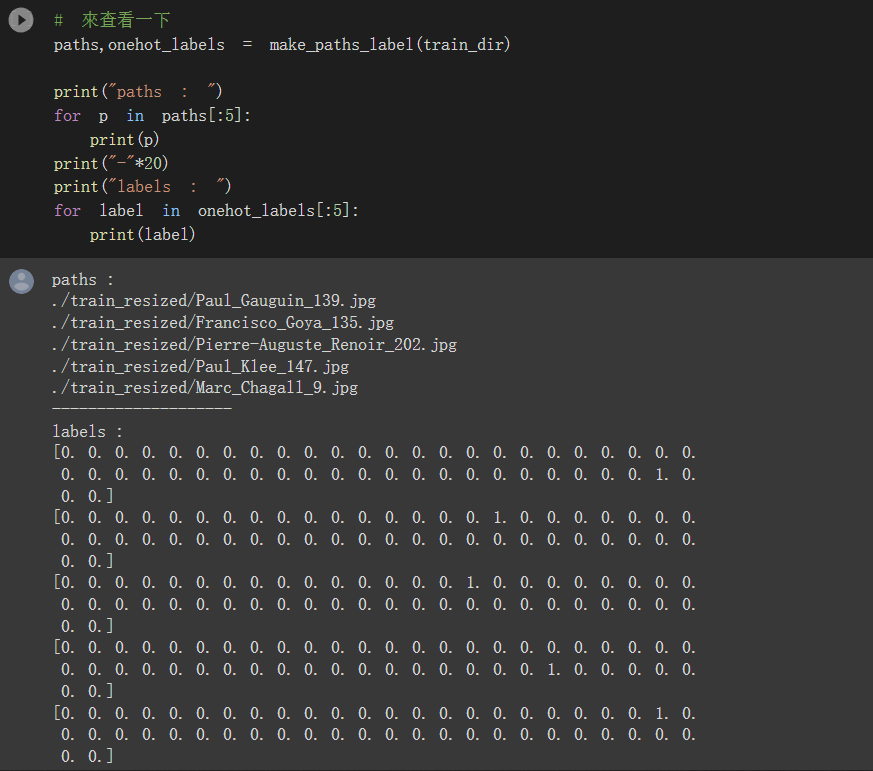 # 來查看一下
paths,onehot_labels = make_paths_label(train_dir)
print("paths : ")
for p in paths[:5]:
print(p)
print("-"*20)
print("labels : ")
for label in onehot_labels[:5]:
print(label)
paths :
./train_resized/Paul_Gauguin_139.jpg
./train_resized/Francisco_Goya_135.jpg
./train_resized/Pierre-Auguste_Renoir_202.jpg
./train_resized/Paul_Klee_147.jpg
./train_resized/Marc_Chagall_9.jpg
--------------------
labels :
[0. 0. 0. 0. 0. 0. 0. 0. 0. 0. 0. 0. 0. 0. 0. 0. 0. 0. 0. 0. 0. 0. 0. 0.
0. 0. 0. 0. 0. 0. 0. 0. 0. 0. 0. 0. 0. 0. 0. 0. 0. 0. 0. 0. 0. 0. 1. 0.
0. 0.]
[0. 0. 0. 0. 0. 0. 0. 0. 0. 0. 0. 0. 0. 0. 0. 0. 1. 0. 0. 0. 0. 0. 0. 0.
0. 0. 0. 0. 0. 0. 0. 0. 0. 0. 0. 0. 0. 0. 0. 0. 0. 0. 0. 0. 0. 0. 0. 0.
0. 0.]
[0. 0. 0. 0. 0. 0. 0. 0. 0. 0. 0. 0. 0. 0. 0. 1. 0. 0. 0. 0. 0. 0. 0. 0.
0. 0. 0. 0. 0. 0. 0. 0. 0. 0. 0. 0. 0. 0. 0. 0. 0. 0. 0. 0. 0. 0. 0. 0.
0. 0.]
[0. 0. 0. 0. 0. 0. 0. 0. 0. 0. 0. 0. 0. 0. 0. 0. 0. 0. 0. 0. 0. 0. 0. 0.
0. 0. 0. 0. 0. 0. 0. 0. 0. 0. 0. 0. 0. 0. 0. 0. 0. 0. 1. 0. 0. 0. 0. 0.
0. 0.]
[0. 0. 0. 0. 0. 0. 0. 0. 0. 0. 0. 0. 0. 0. 0. 0. 0. 0. 0. 0. 0. 0. 1. 0.
0. 0. 0. 0. 0. 0. 0. 0. 0. 0. 0. 0. 0. 0. 0. 0. 0. 0. 0. 0. 0. 0. 0. 0.
0. 0.]